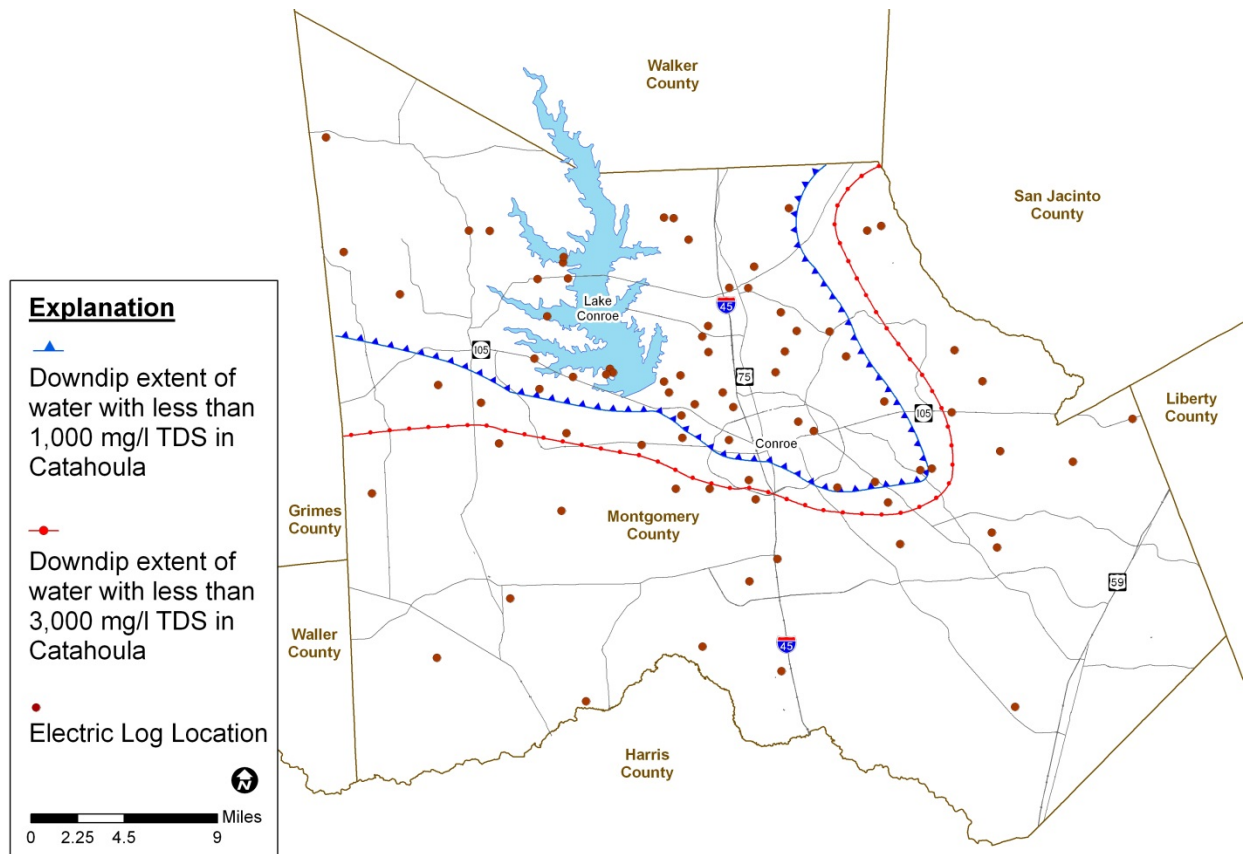 Walker
County
San Jacinto
County
Explanation
Downdip extent of
water with less than
1,000 mg/l TDS in
Catahoula
Downdip extent of
water with less than
3,000 mg/l TDS in
Catahoula
Electric Log Location
N
Miles
0 2.25 4.5 9
Lake
Conroe
45
105
75
Liberty
County
105
Conroe
Grimes
County
Montgomery
County
59
Waller
County
45
Harris
County